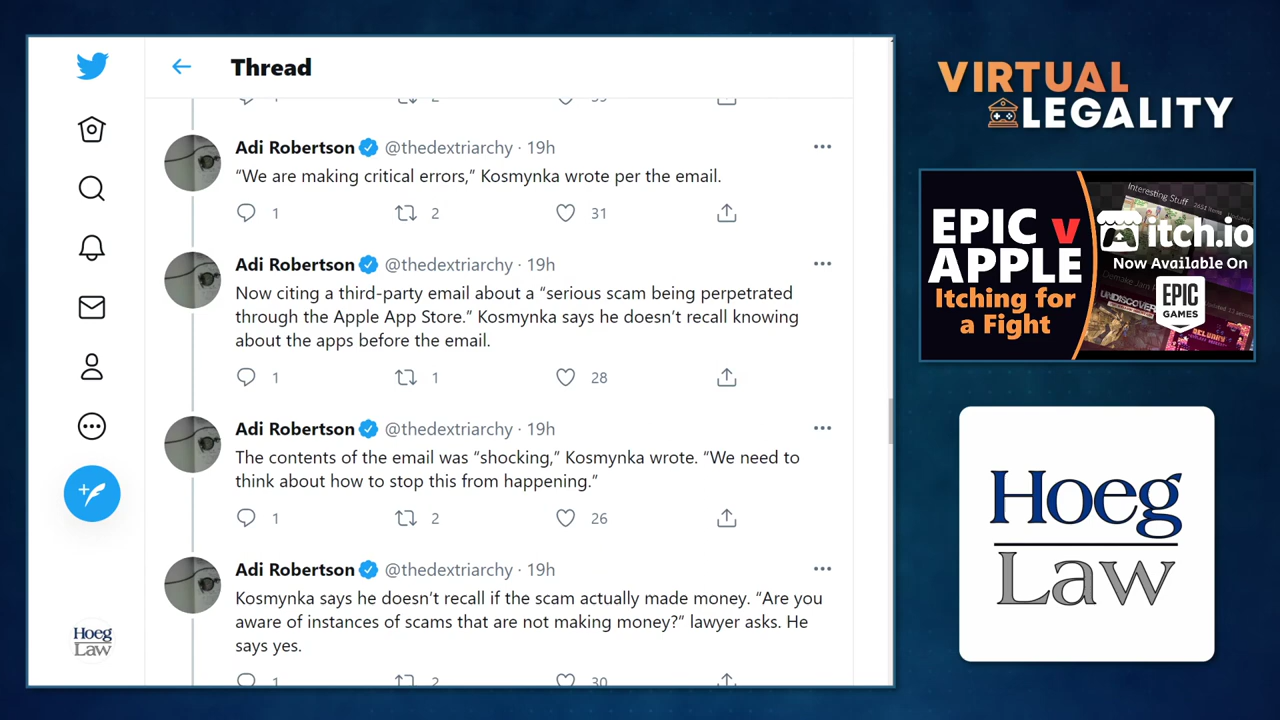 Thread
Adi Robertson @thedextriarchy · 19h
“We are making critical errors,” Kosmynka wrote per the email.
1 2 31
Adi Robertson @thedextriarchy · 19h
Now citing a third-party email about a “serious scam being perpetrated
through the Apple App Store.” Kosmynka says he doesn’t recall knowing
about the apps before the email.
1 1 28
Adi Robertson @thedextriarchy · 19h
The contents of the email was “shocking,” Kosmynka wrote. “We need to
think about how to stop this from happening.”
1 2 26
Adi Robertson @thedextriarchy · 19h
Kosmynka says he doesn’t recall if the scam actually made money. “Are you
aware of instances of scams that are not making money?” lawyer asks. He
says yes.
1 2 30
Hoeg
Law
VIRTUAL
LEGALITY
EPIC v
APPLE
Itching for
a Fight
Interesting Stuff
itch.io
Now Available On
EPIC
GAMES
Hoeg
Law